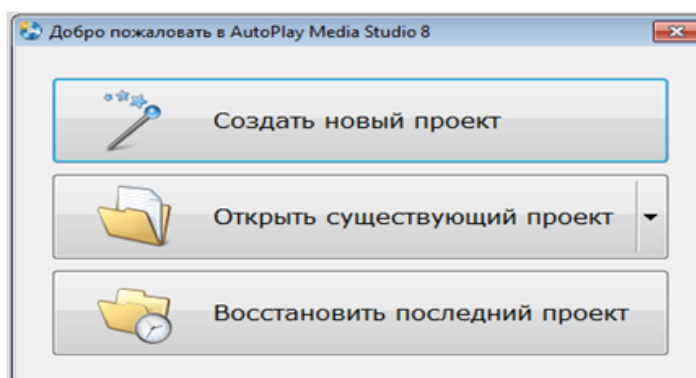 Добро пожаловать в AutoPlay Media Studio 8
Создать новый проект
Открыть существующий проект
Восстановить последний проект